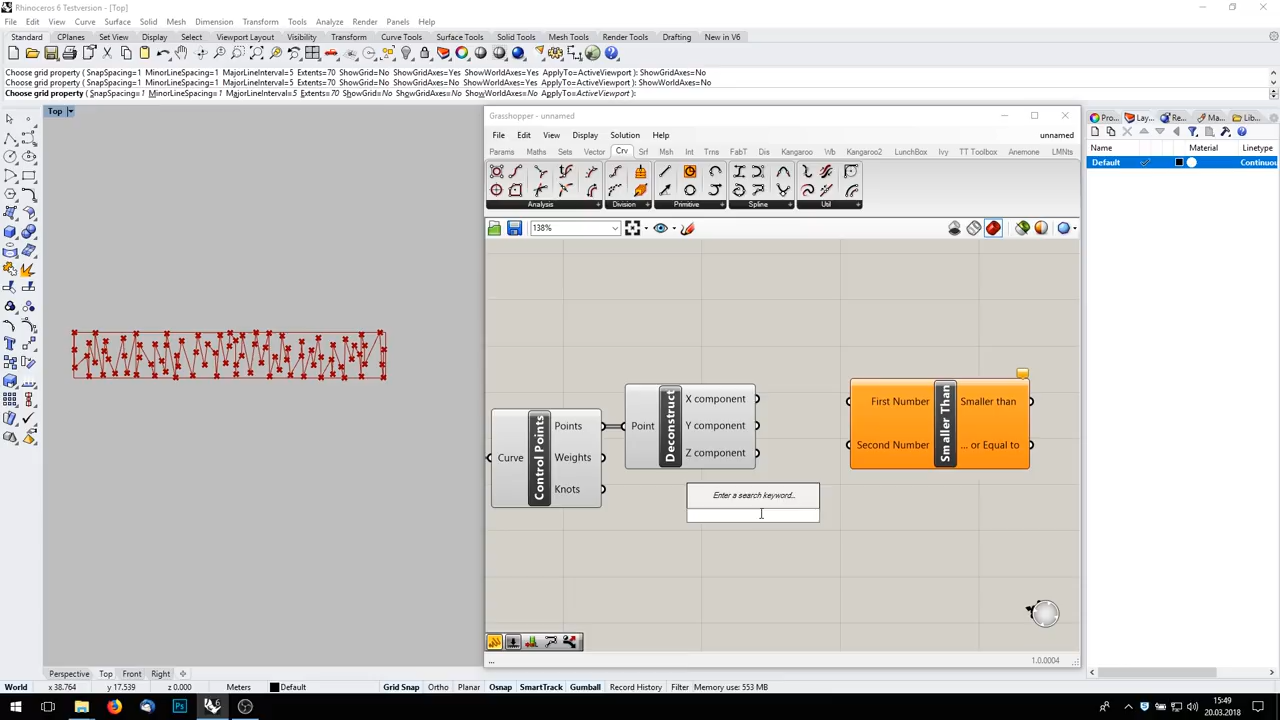 Rhinoceros 6 Testversion - [Top]
File Edit View Curve Surface Solid Mesh Dimension Transform Tools Analyze Render Panels Help
Standard CPlanes Set View Display Select Viewport Layout Visibility Transform Curve Tools Surface Tools Solid Tools Mesh Tools Render Tools Drafting New in V6
Choose grid property ( SnapSpacing=1 MinorLineSpacing=1 MajorLineInterval=5 Extents=70 ShowGrid=No ShowGridAxes=Yes ShowWorldAxes=Yes ApplyTo=ActiveViewport ): ShowGridAxes=No
Choose grid property ( SnapSpacing=1 MinorLineSpacing=1 MajorLineInterval=5 Extents=70 ShowGrid=No ShowGridAxes=No ShowWorldAxes=Yes ApplyTo=ActiveViewport ): ShowWorldAxes=No
Choose grid property ( SnapSpacing=1 MinorLineSpacing=1 MajorLineInterval=5 Extents=70 ShowGrid=No ShowGridAxes=No ShowWorldAxes=No ApplyTo=ActiveViewport ):
Top
Grasshopper - unnamed
File Edit View Display Solution Help
unnamed
Params Maths Sets Vector Crv Srf Msh Int Trns FabT Dis Kangaroo Wb Kangaroo2 LunchBox Ivy TT Toolbox Anemone LMNts
Analysis Division Primitive Spline Util
138%
X component
Y component
Z component
Point
Deconstruct
Curve
Control Points
Points
Weights
Knots
First Number
Second Number
Smaller Than
Smaller than
... or Equal to
Enter a search keyword...
...
1.0.0004
Pro... Lay... Re... Ma... Lib...
Name Material Linetype
Default Continuou
Perspective Top Front Right
World x 38.764 y 17.539 z 0.000 Meters Default Grid Snap Ortho Planar Osnap SmartTrack Gumball Record History Filter Memory use: 553 MB
Ps
15:49
20.03.2018